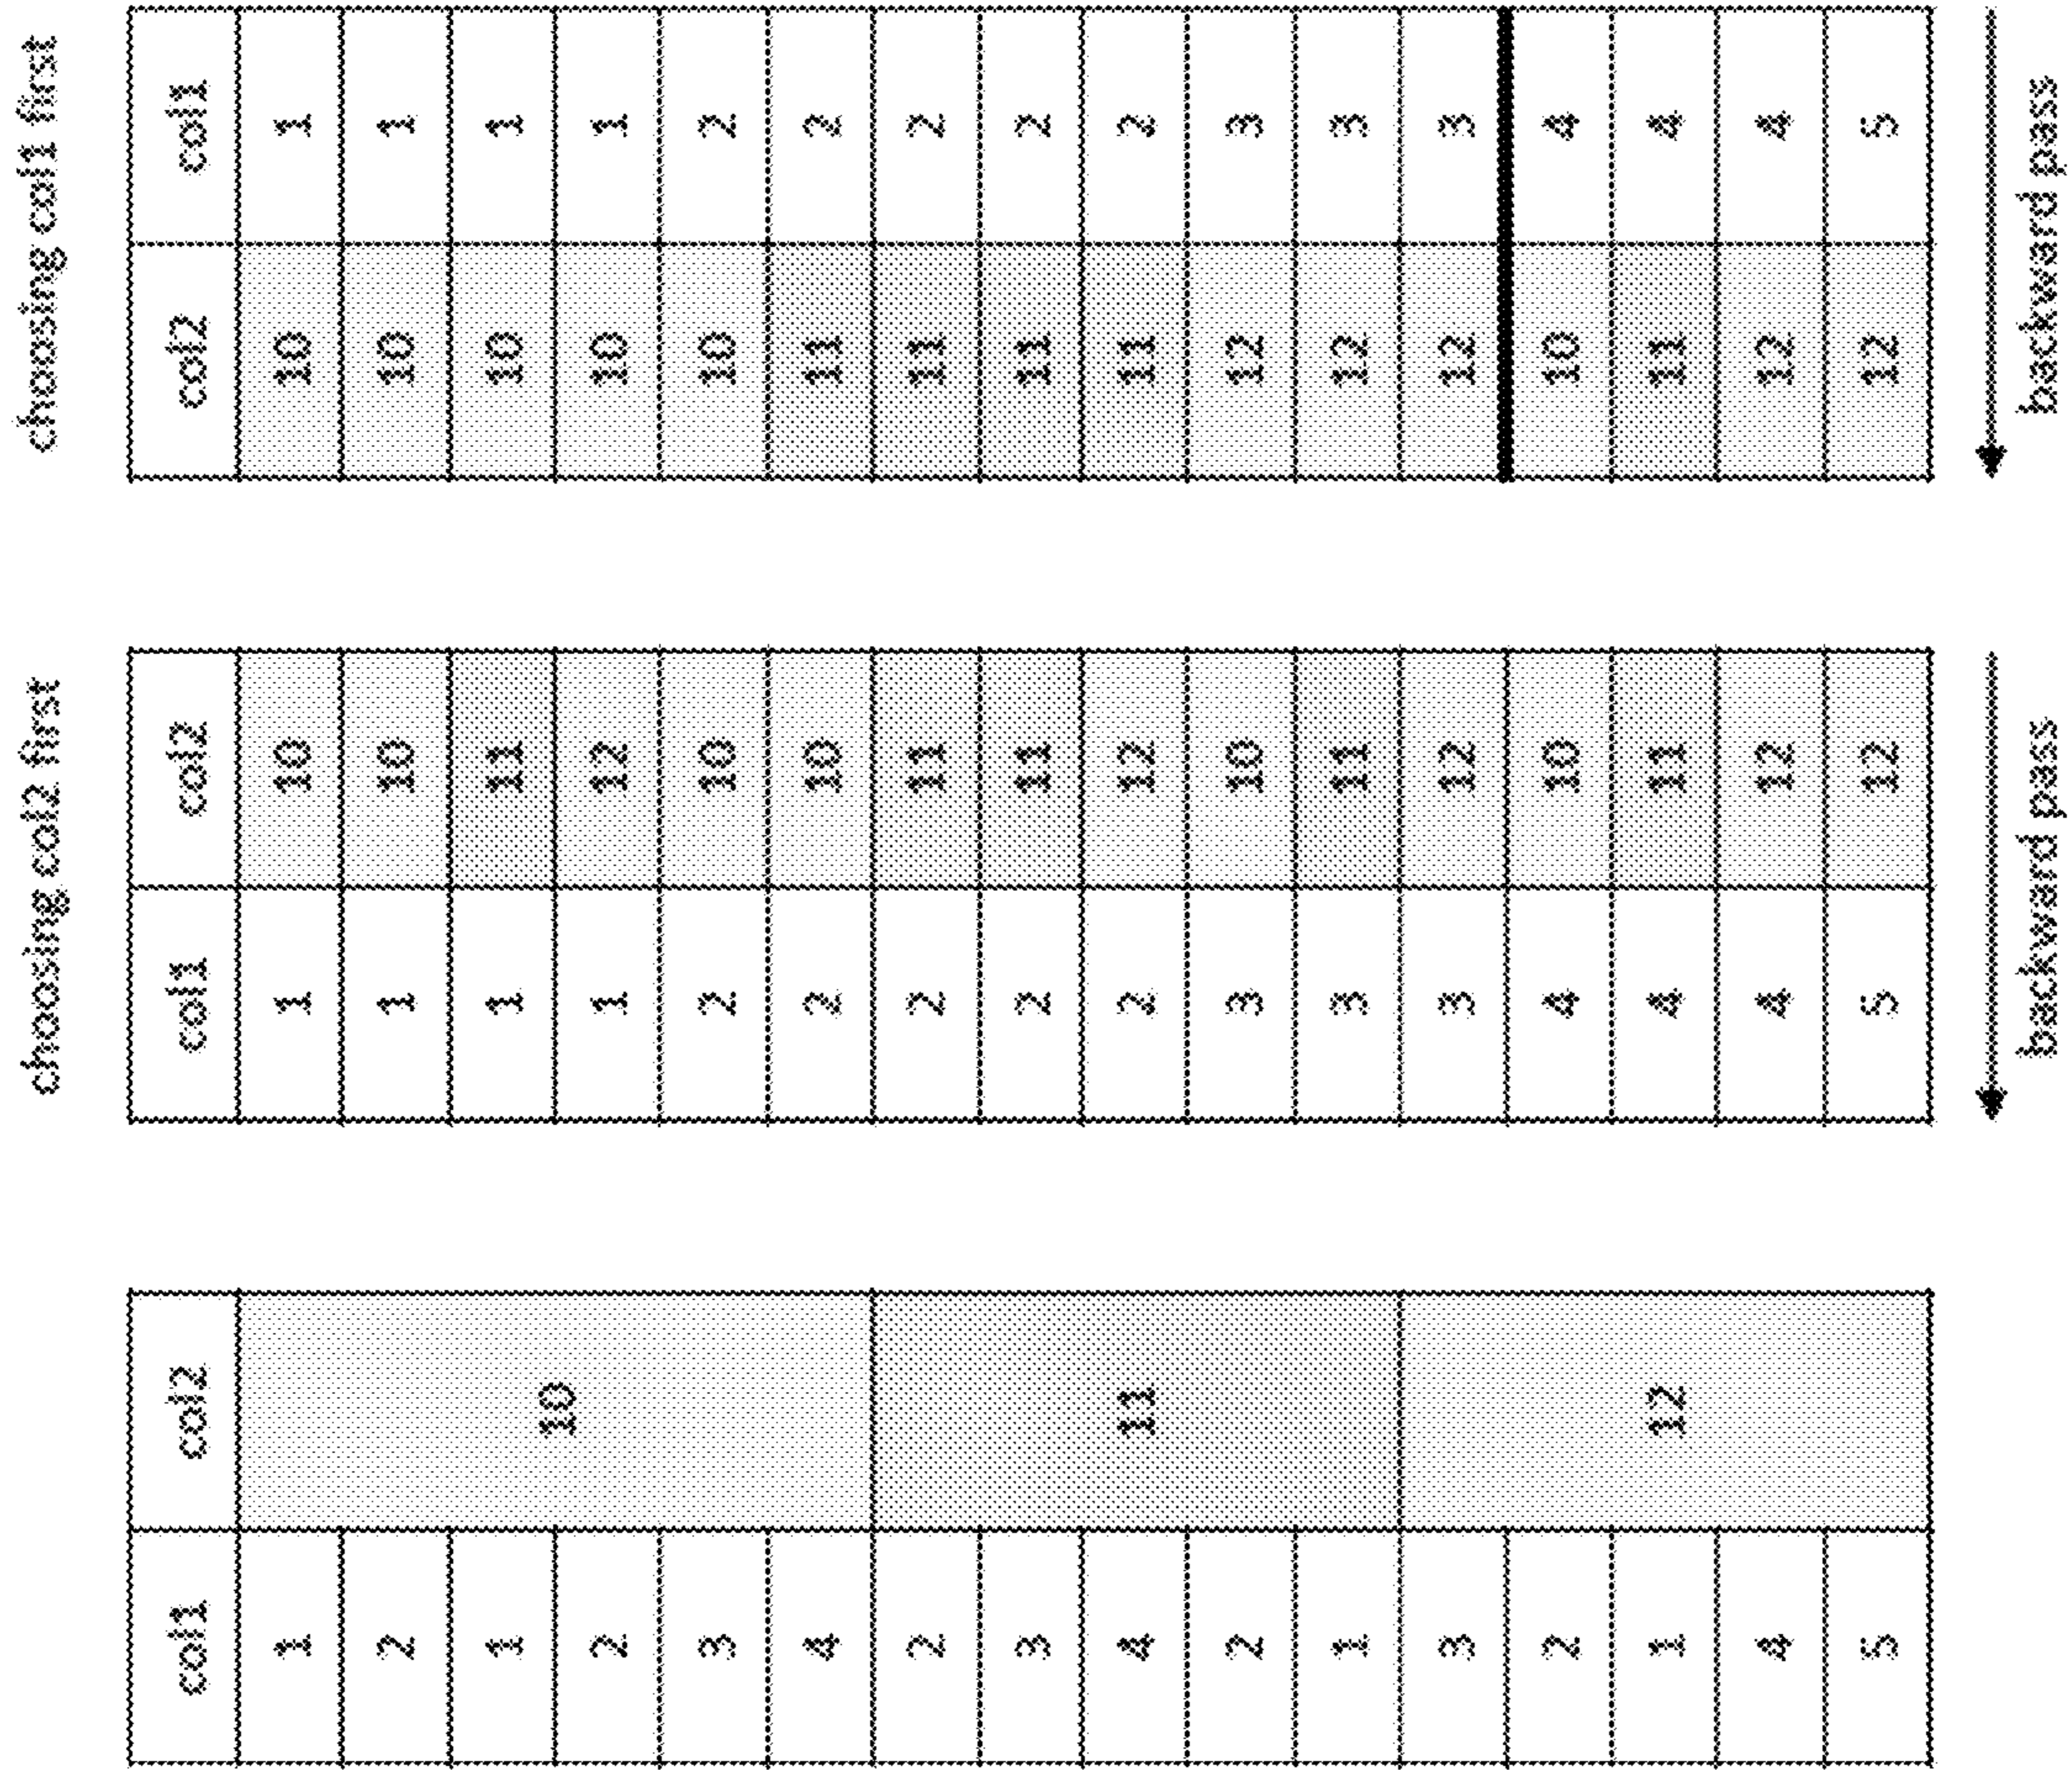 choosing col2 first choosing col1 first
col1 col2 col1 col2 col2 col1
1 1 10 10 1
2 1 10 10 1
1 10 1 11 10 1
2 1 12 10 1
3 2 10 10 2
4 2 10 11 2
2 2 11 11 2
3 2 11 11 2
4 11 2 12 11 2
2 3 10 12 3
1 3 11 12 3
3 3 12 12 3
2 4 10 10 4
1 12 4 11 11 4
4 4 12 12 4
5 5 12 12 5
backward pass backward pass